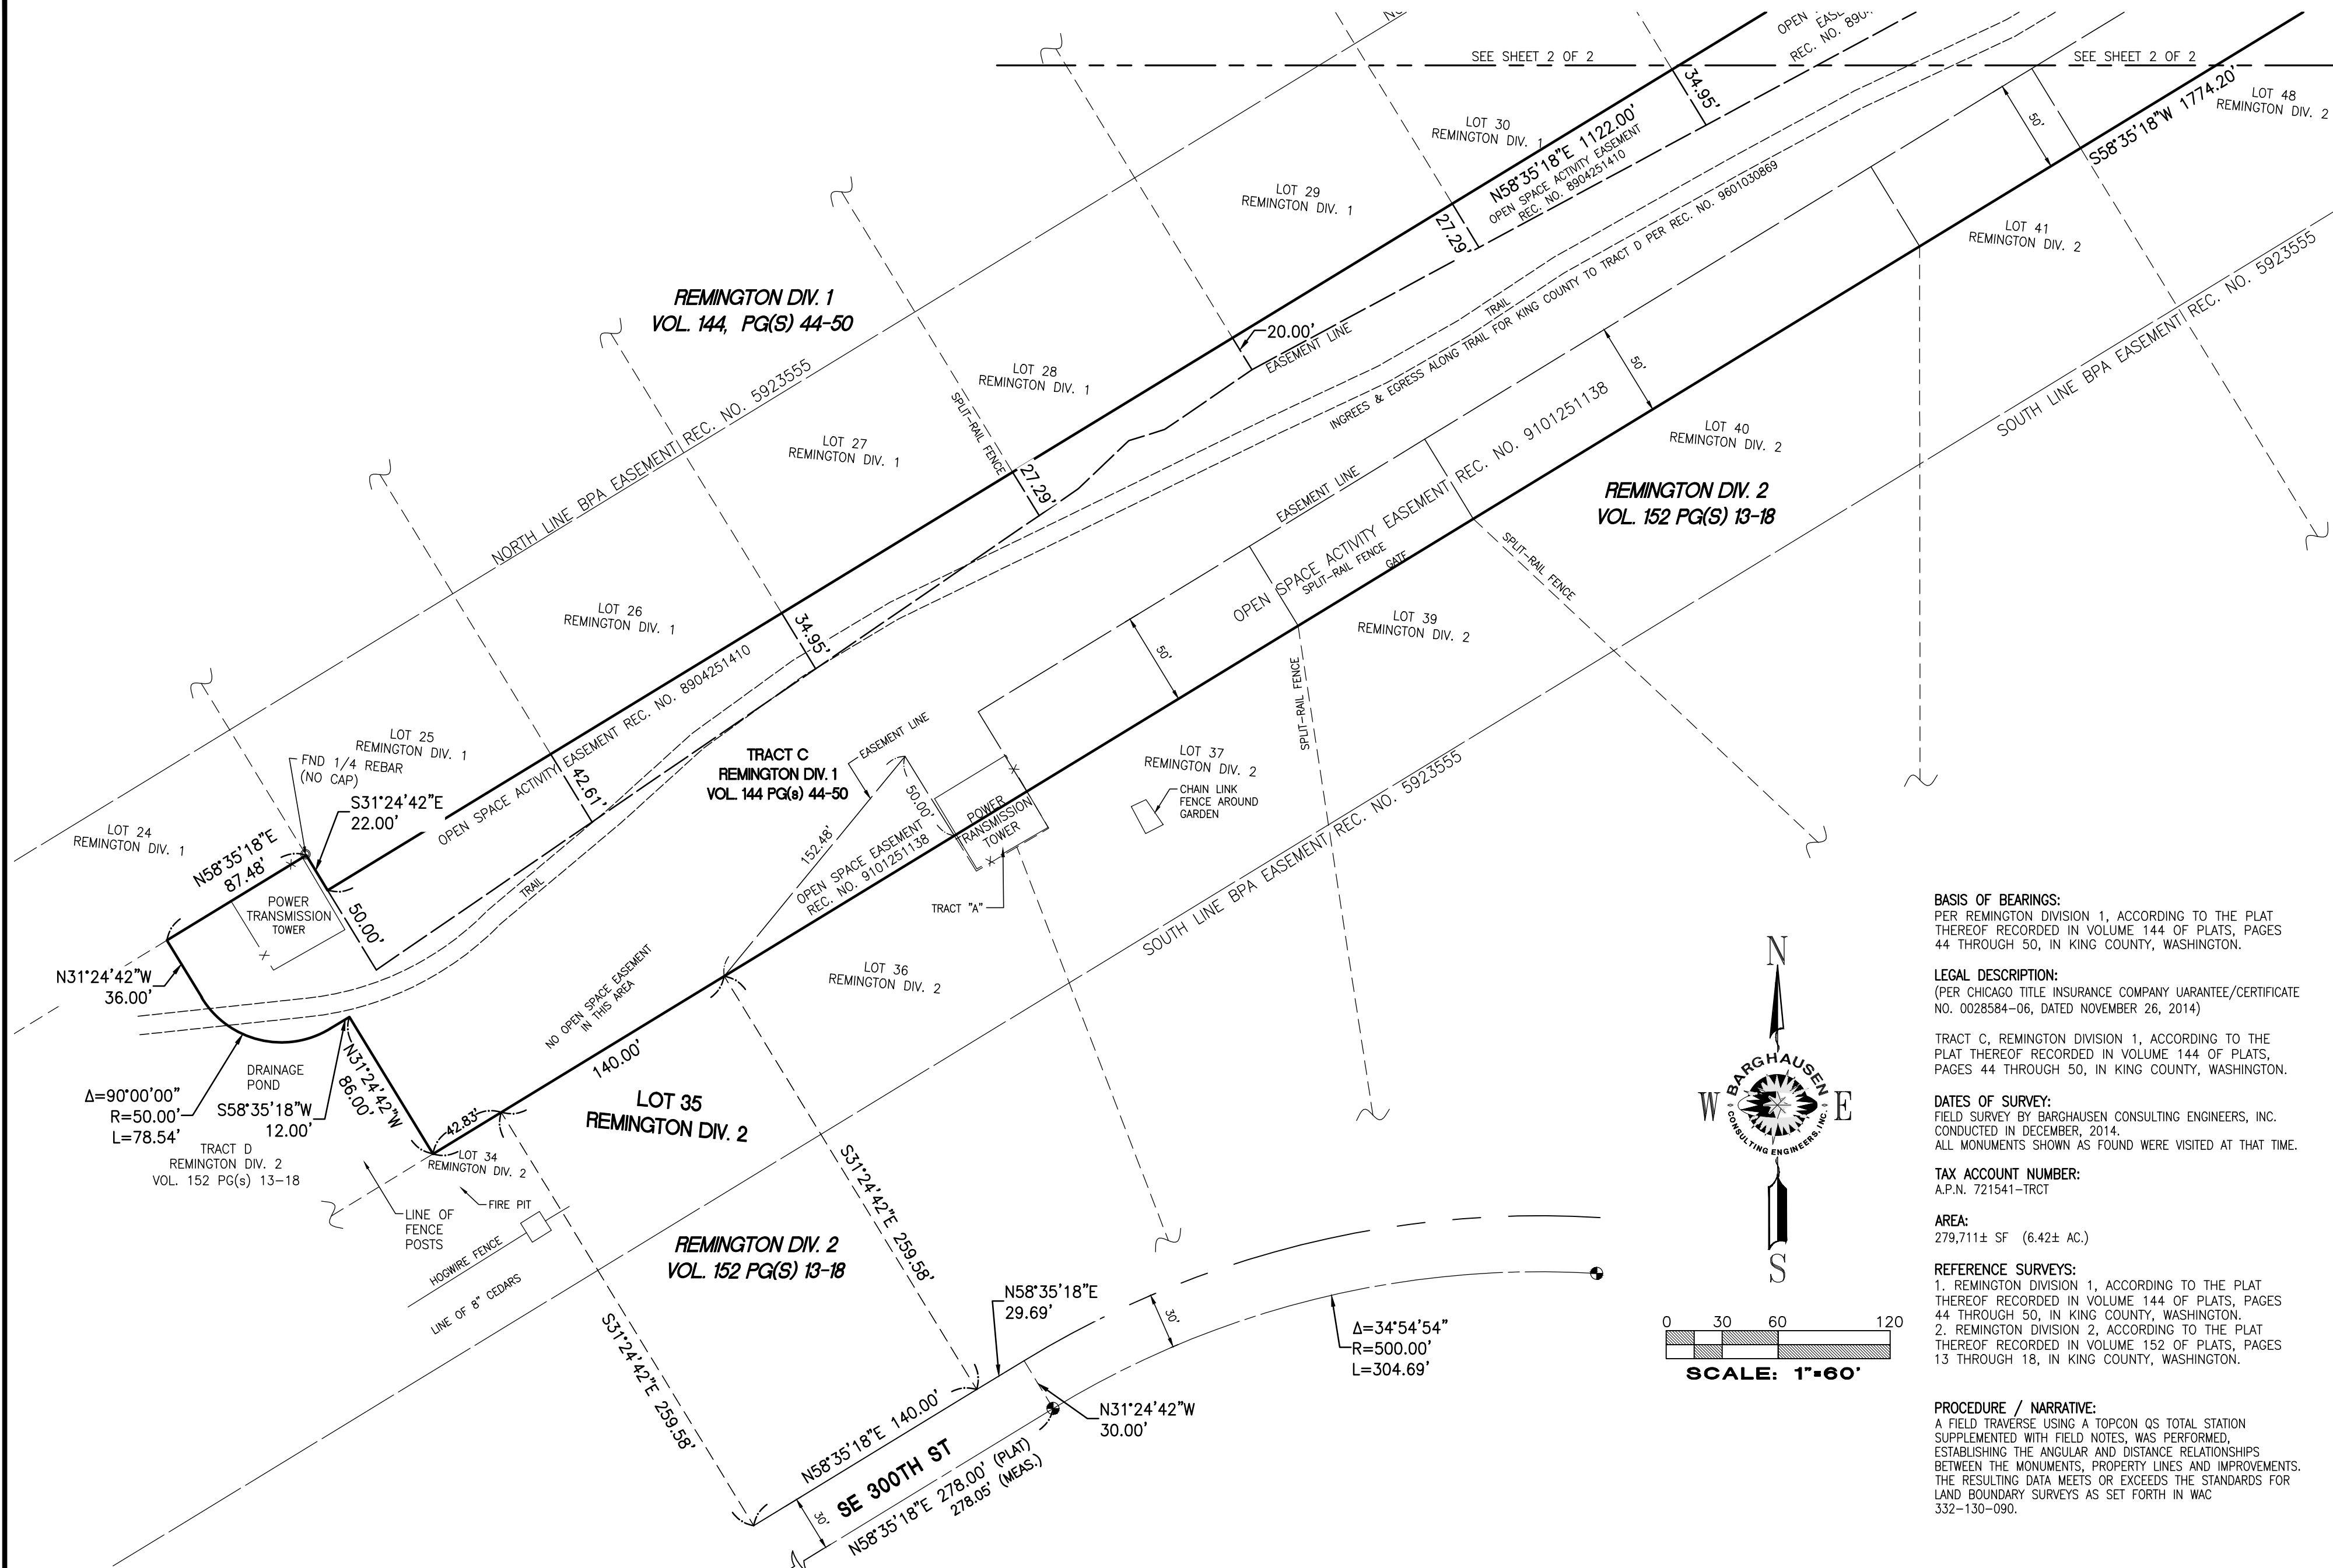 SEE SHEET 2 OF 2
SEE SHEET 2 OF 2
34.95'
50'
S58°35'18"W 1774.20'
LOT 48
REMINGTON DIV. 2
LOT 30
REMINGTON DIV. 1
N58°35'18"E 1122.00'
OPEN SPACE ACTIVITY EASEMENT
REC. NO. 8904251410
LOT 29
REMINGTON DIV. 1
27.29'
INGREES & EGRESS ALONG TRAIL FOR KING COUNTY TO TRACT D PER REC. NO. 9601030869
TRAIL
LOT 41
REMINGTON DIV. 2
SOUTH LINE BPA EASEMENT REC. NO. 5923555
REMINGTON DIV. 1
VOL. 144, PG(S) 44-50
20.00'
EASEMENT LINE
50'
LOT 28
REMINGTON DIV. 1
NORTH LINE BPA EASEMENT REC. NO. 5923555
SPLIT-RAIL FENCE
LOT 27
REMINGTON DIV. 1
27.29'
LOT 40
REMINGTON DIV. 2
EASEMENT LINE
OPEN SPACE ACTIVITY EASEMENT REC. NO. 9101251138
SPLIT-RAIL FENCE
GATE
REMINGTON DIV. 2
VOL. 152 PG(S) 13-18
SPLIT-RAIL FENCE
LOT 26
REMINGTON DIV. 1
34.95'
LOT 39
REMINGTON DIV. 2
50'
SPLIT-RAIL FENCE
OPEN SPACE ACTIVITY EASEMENT REC. NO. 8904251410
LOT 25
REMINGTON DIV. 1
FND 1/4 REBAR
(NO CAP)
S31°24'42"E
22.00'
42.61'
TRACT C
REMINGTON DIV. 1
VOL. 144 PG(s) 44-50
EASEMENT LINE
LOT 37
REMINGTON DIV. 2
CHAIN LINK
FENCE AROUND
GARDEN
50.00'
POWER
TRANSMISSION
TOWER
152.48'
OPEN SPACE EASEMENT
REC. NO. 9101251138
TRACT "A"
SOUTH LINE BPA EASEMENT REC. NO. 5923555
LOT 24
REMINGTON DIV. 1
N58°35'18"E
87.48'
POWER
TRANSMISSION
TOWER
50.00'
TRAIL
N31°24'42"W
36.00'
NO OPEN SPACE EASEMENT
IN THIS AREA
LOT 36
REMINGTON DIV. 2
DRAINAGE
POND
Δ=90°00'00"
R=50.00'
L=78.54'
S58°35'18"W
12.00'
N31°24'42"W
86.00'
140.00'
42.83'
LOT 35
REMINGTON DIV. 2
TRACT D
REMINGTON DIV. 2
VOL. 152 PG(s) 13-18
LOT 34
REMINGTON DIV. 2
FIRE PIT
LINE OF
FENCE
POSTS
HOGWIRE FENCE
LINE OF 8" CEDARS
S31°24'42"E 259.58'
S31°24'42"E 259.58'
REMINGTON DIV. 2
VOL. 152 PG(S) 13-18
N58°35'18"E
29.69'
30'
Δ=34°54'54"
R=500.00'
L=304.69'
N31°24'42"W
30.00'
N58°35'18"E 140.00'
SE 300TH ST
30'
N58°35'18"E 278.00' (PLAT)
278.05' (MEAS.)
N
W
E
S
BARGHAUSEN
CONSULTING ENGINEERS, INC.
0 30 60 120
SCALE: 1"=60'
BASIS OF BEARINGS:
PER REMINGTON DIVISION 1, ACCORDING TO THE PLAT
THEREOF RECORDED IN VOLUME 144 OF PLATS, PAGES
44 THROUGH 50, IN KING COUNTY, WASHINGTON.
LEGAL DESCRIPTION:
(PER CHICAGO TITLE INSURANCE COMPANY UARANTEE/CERTIFICATE
NO. 0028584-06, DATED NOVEMBER 26, 2014)
TRACT C, REMINGTON DIVISION 1, ACCORDING TO THE
PLAT THEREOF RECORDED IN VOLUME 144 OF PLATS,
PAGES 44 THROUGH 50, IN KING COUNTY, WASHINGTON.
DATES OF SURVEY:
FIELD SURVEY BY BARGHAUSEN CONSULTING ENGINEERS, INC.
CONDUCTED IN DECEMBER, 2014.
ALL MONUMENTS SHOWN AS FOUND WERE VISITED AT THAT TIME.
TAX ACCOUNT NUMBER:
A.P.N. 721541-TRCT
AREA:
279,711± SF (6.42± AC.)
REFERENCE SURVEYS:
1. REMINGTON DIVISION 1, ACCORDING TO THE PLAT
THEREOF RECORDED IN VOLUME 144 OF PLATS, PAGES
44 THROUGH 50, IN KING COUNTY, WASHINGTON.
2. REMINGTON DIVISION 2, ACCORDING TO THE PLAT
THEREOF RECORDED IN VOLUME 152 OF PLATS, PAGES
13 THROUGH 18, IN KING COUNTY, WASHINGTON.
PROCEDURE / NARRATIVE:
A FIELD TRAVERSE USING A TOPCON QS TOTAL STATION
SUPPLEMENTED WITH FIELD NOTES, WAS PERFORMED,
ESTABLISHING THE ANGULAR AND DISTANCE RELATIONSHIPS
BETWEEN THE MONUMENTS, PROPERTY LINES AND IMPROVEMENTS.
THE RESULTING DATA MEETS OR EXCEEDS THE STANDARDS FOR
LAND BOUNDARY SURVEYS AS SET FORTH IN WAC
332-130-090.